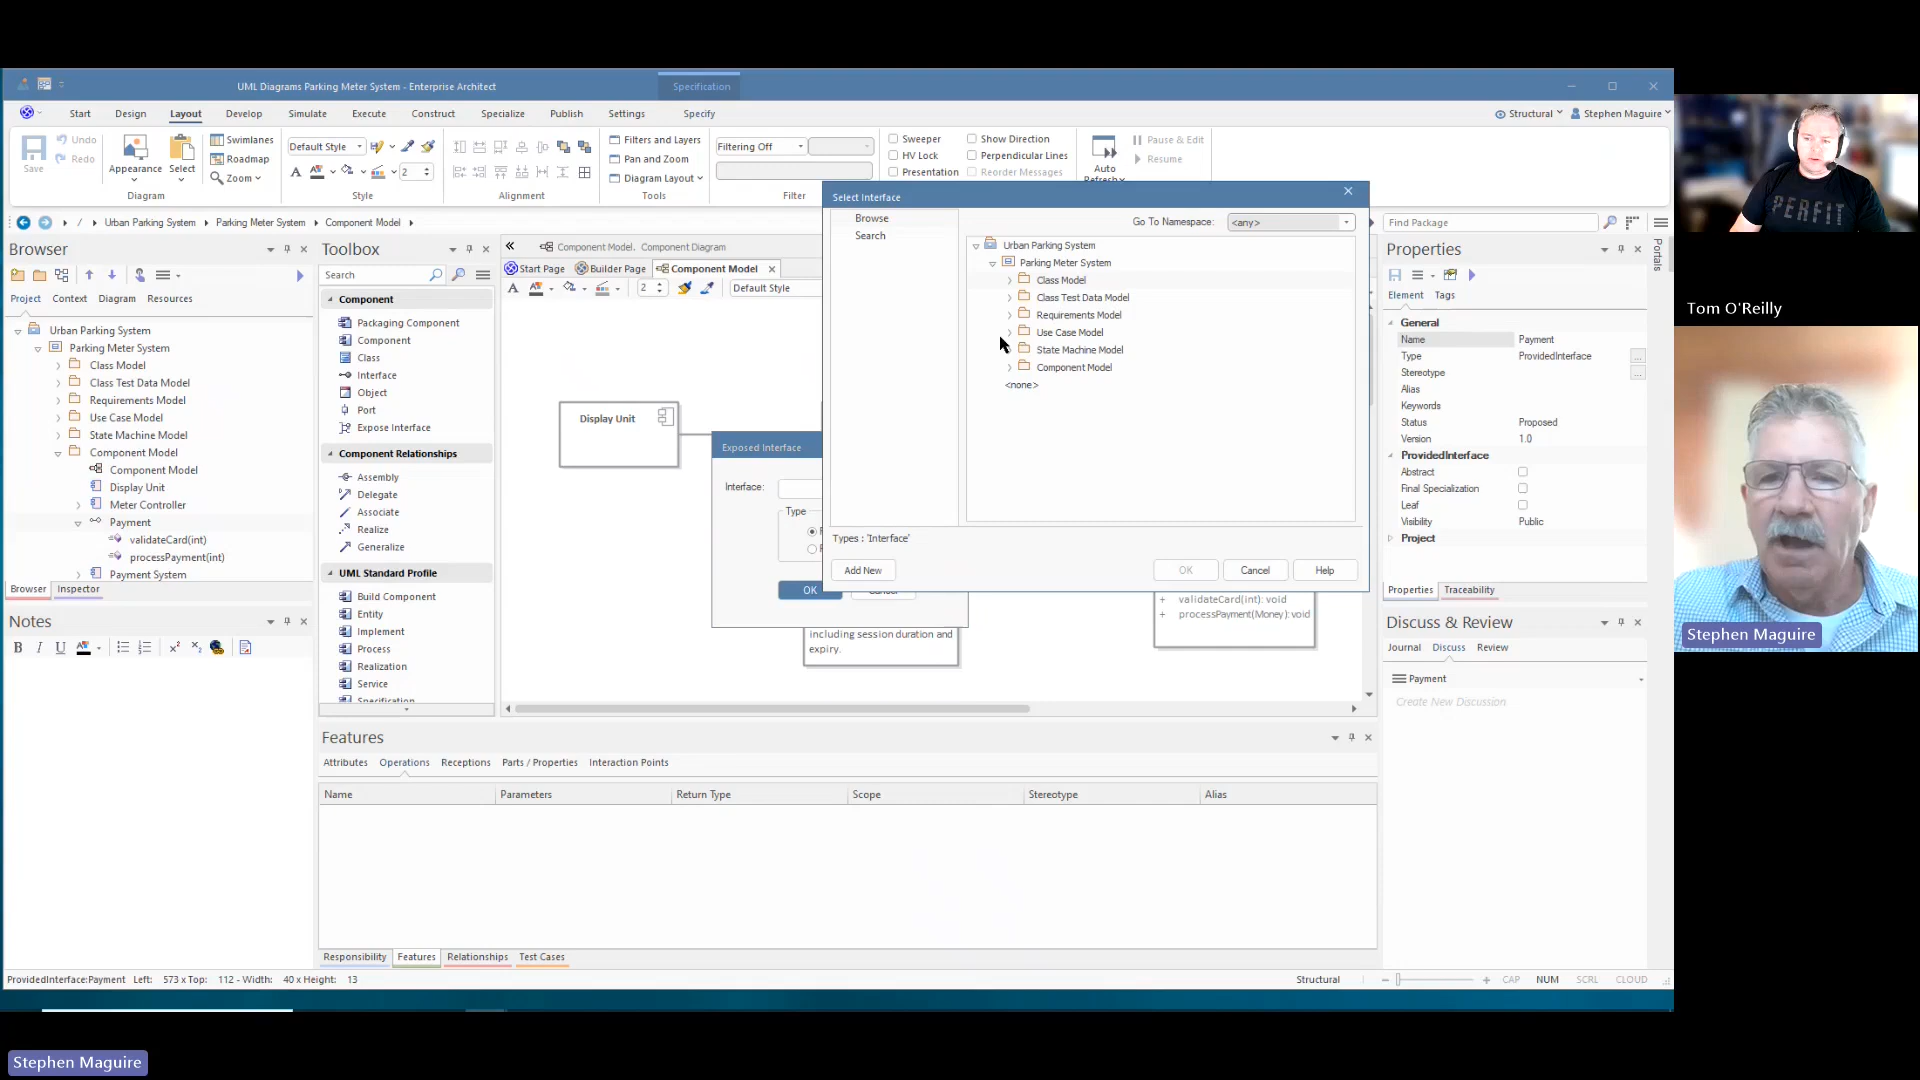 UML Diagrams Parking Meter System - Enterprise Architect
Specification
Start
Design
Layout
Develop
Simulate
Execute
Construct
Specialize
Publish
Settings
Specify
Structural
Stephen Maguire
Save
Undo
Redo
Appearance
Select
Swimlanes
Roadmap
Zoom
Diagram
Default Style
2
Style
Alignment
Filters and Layers
Pan and Zoom
Diagram Layout
Tools
Filtering Off
Filter
Sweeper
HV Lock
Presentation
Show Direction
Perpendicular Lines
Reorder Messages
Auto
Refresh
Pause & Edit
Resume
/ Urban Parking System
Parking Meter System
Component Model
Find Package
Browser
Project
Context
Diagram
Resources
Urban Parking System
Parking Meter System
Class Model
Class Test Data Model
Requirements Model
Use Case Model
State Machine Model
Component Model
Component Model
Display Unit
Meter Controller
Payment
validateCard(int)
processPayment(int)
Payment System
Browser
Inspector
Notes
B I U
Toolbox
Search
Component
Packaging Component
Component
Class
Interface
Object
Port
Expose Interface
Component Relationships
Assembly
Delegate
Associate
Realize
Generalize
UML Standard Profile
Build Component
Entity
Implement
Process
Realization
Service
Specification
Component Model. Component Diagram
Start Page
Builder Page
Component Model
2
Default Style
Display Unit
Exposed Interface
Interface:
Type
OK
Cancel
including session duration and
expiry.
+ validateCard(int): void
+ processPayment(Money): void
Select Interface
Browse
Search
Go To Namespace:
<any>
Urban Parking System
Parking Meter System
Class Model
Class Test Data Model
Requirements Model
Use Case Model
State Machine Model
Component Model
<none>
Types : 'Interface'
Add New
OK
Cancel
Help
Features
Attributes
Operations
Receptions
Parts / Properties
Interaction Points
Name
Parameters
Return Type
Scope
Stereotype
Alias
Responsibility
Features
Relationships
Test Cases
Properties
Portals
Element
Tags
General
Name Payment
Type ProvidedInterface
Stereotype
Alias
Keywords
Status Proposed
Version 1.0
ProvidedInterface
Abstract
Final Specialization
Leaf
Visibility Public
Project
Properties
Traceability
Discuss & Review
Journal
Discuss
Review
Payment
Create New Discussion
ProvidedInterface:Payment Left: 573 x Top: 112 - Width: 40 x Height: 13
Structural
CAP
NUM
SCRL
CLOUD
PERFIT
Tom O'Reilly
Stephen Maguire
Stephen Maguire